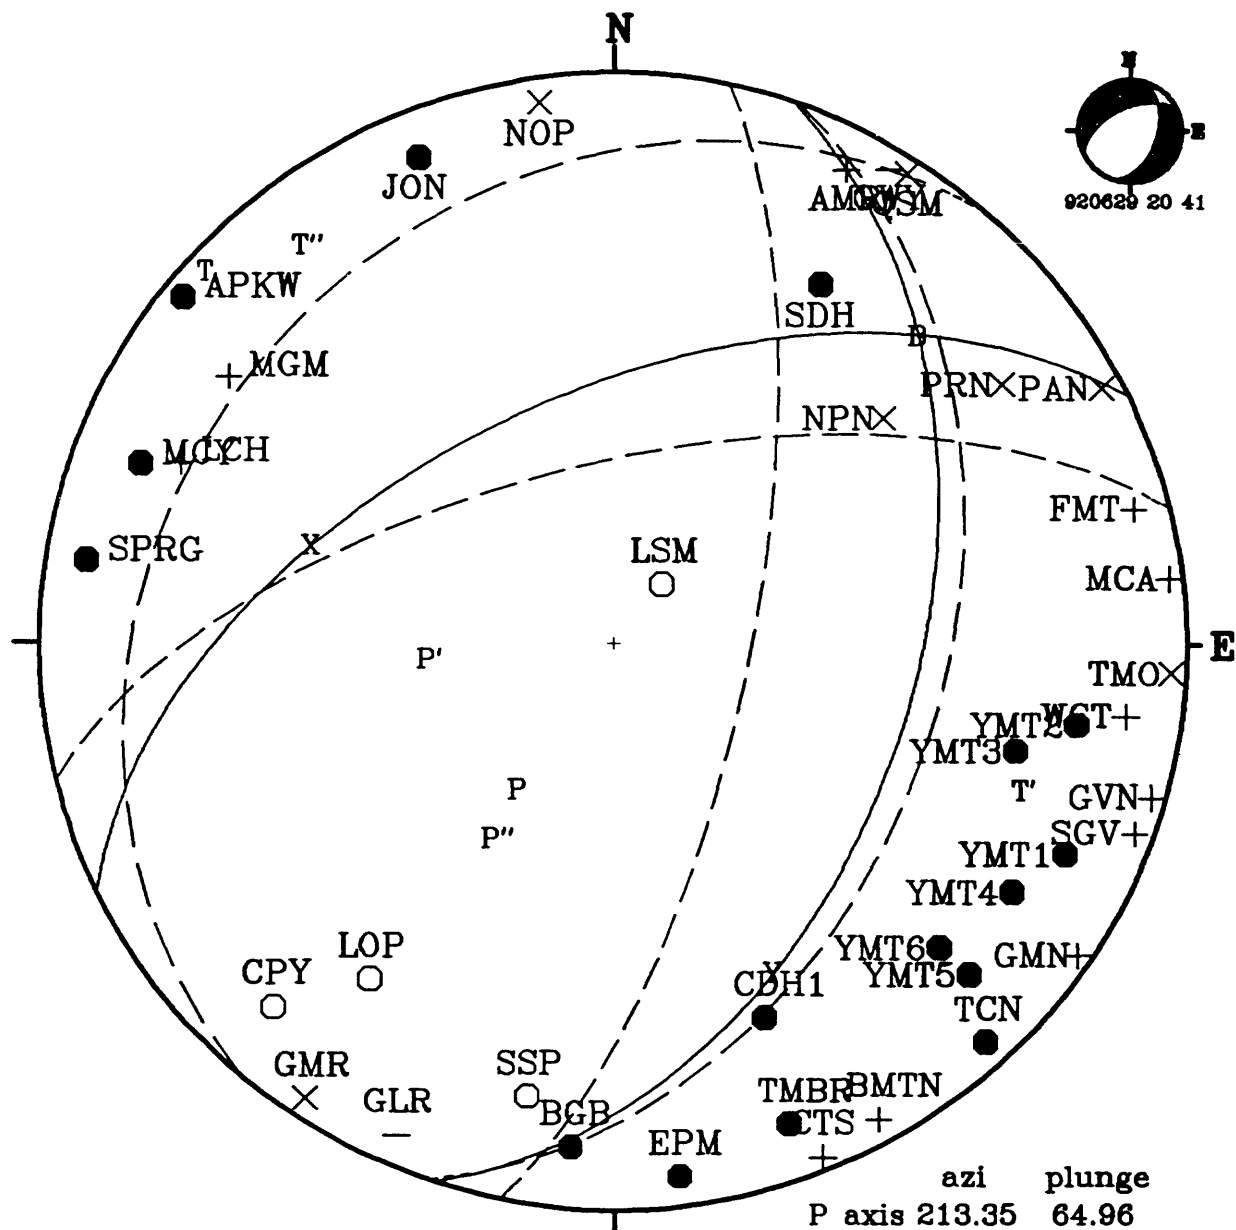 N
NOP
JON
N
E
920629 20 41
T''
T
APKW
SDH
B
MGM
PRN
PAN
NPN
LCH
SPRG
X
LSM
FMT
MCA
E
P'
TMO
YMT2
WCT
YMT3
T'
GVN
P
SGV
P''
YMT1
YMT4
LOP
CPY
YMT6
GMN
YMT5
Y
CDH1
TCN
GMR
SSP
GLR
BGB
TMBR
BMTN
CTS
EPM
azi plunge
P axis 213.35 64.96